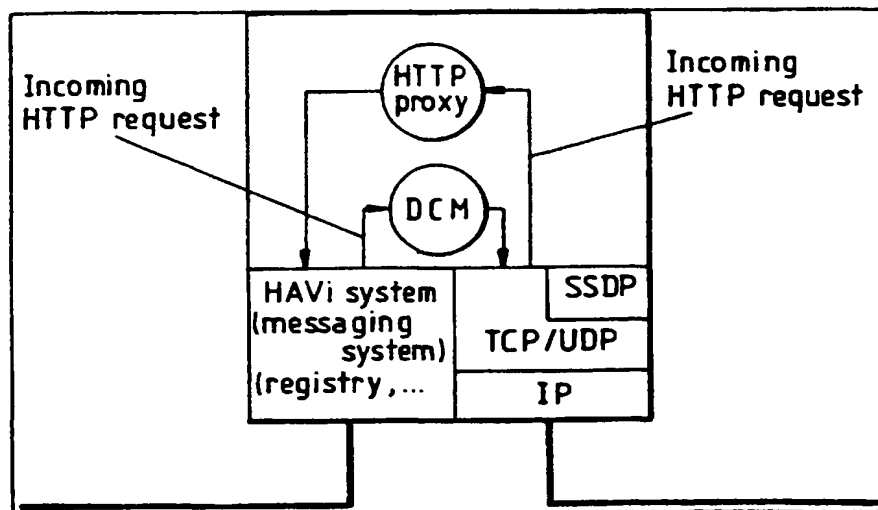 Incoming
HTTP request
HTTP
proxy
Incoming
HTTP request
DCM
HAVi system
(messaging
system)
(registry,...
SSDP
TCP/UDP
IP